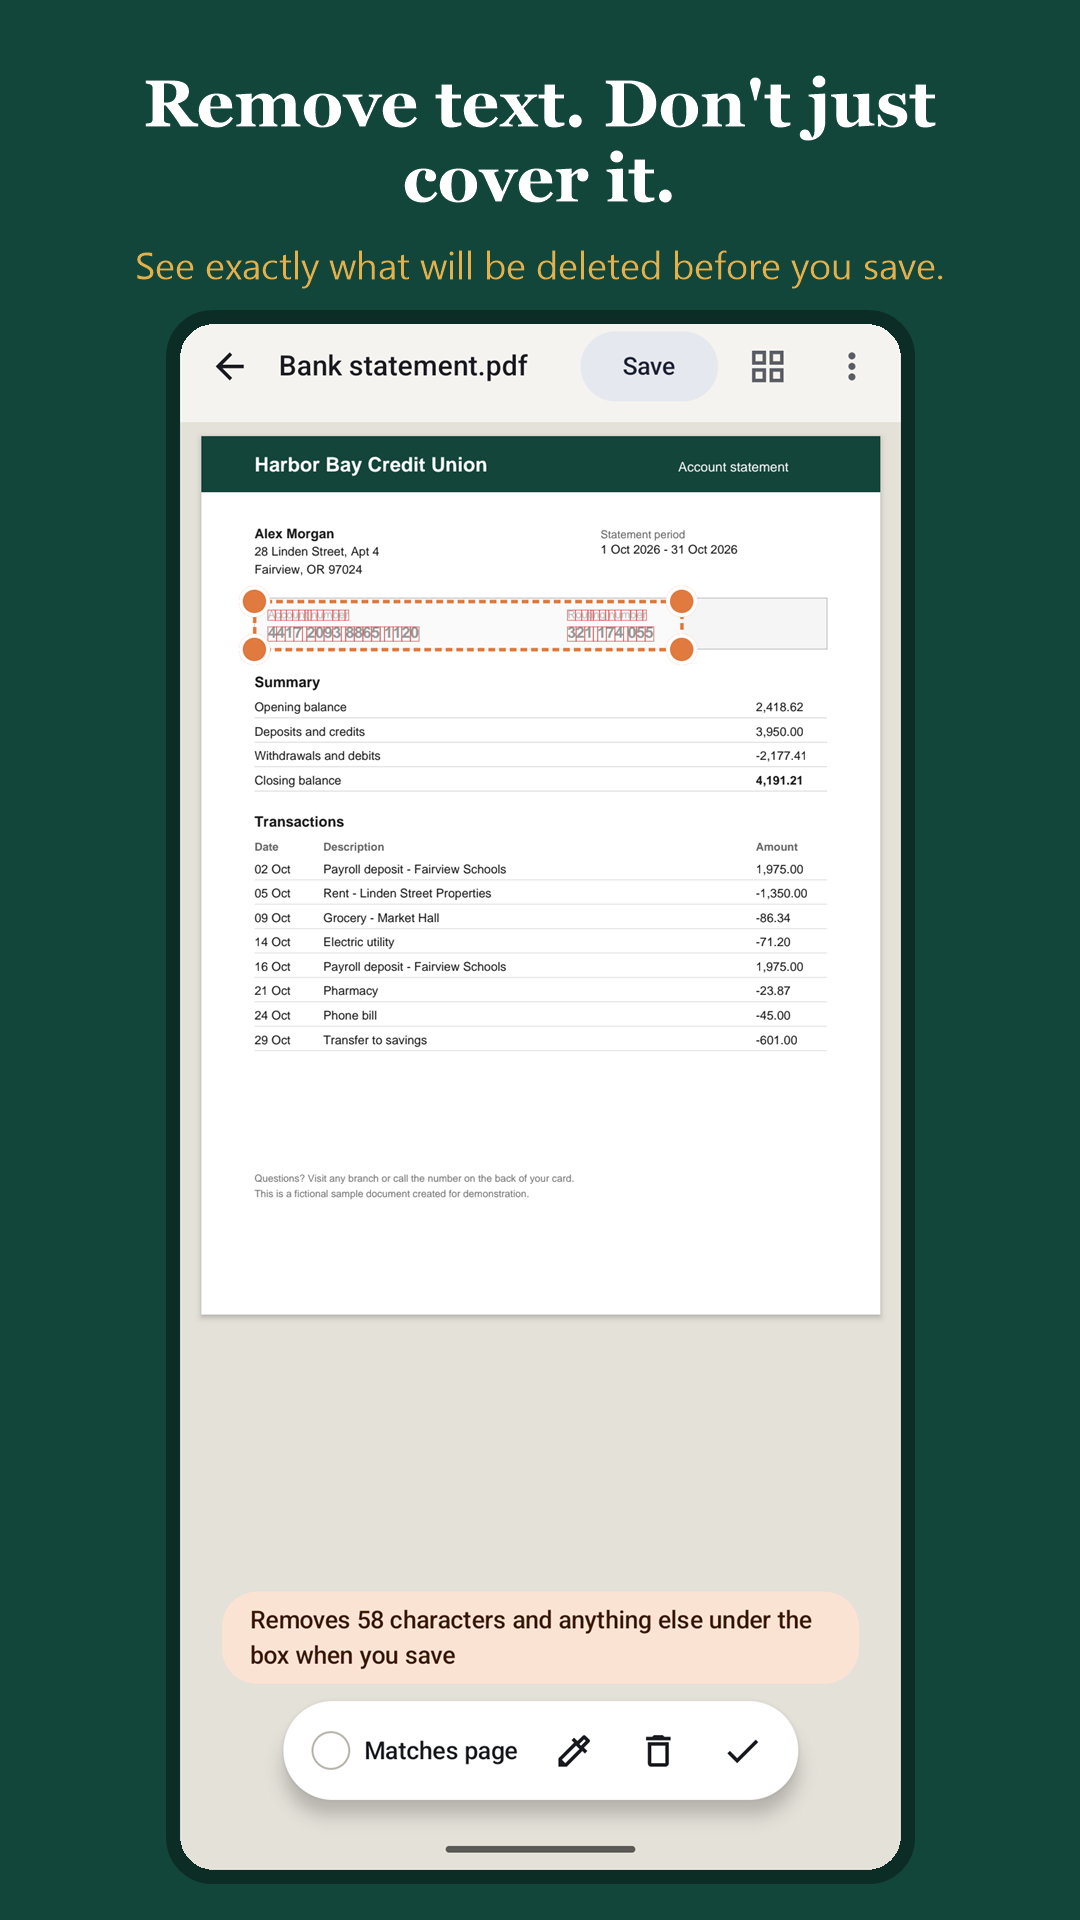 Remove text. Don't just
cover it.
See exactly what will be deleted before you save.
Bank statement.pdf
Save
Harbor Bay Credit Union
Account statement
Alex Morgan
28 Linden Street, Apt 4
Fairview, OR 97024
Statement period
1 Oct 2026 - 31 Oct 2026
Account number
4417 2093 8865 1120
Routing number
321 174 055
Summary
Opening balance 2,418.62
Deposits and credits 3,950.00
Withdrawals and debits -2,177.41
Closing balance 4,191.21
Transactions
Date Description Amount
02 Oct Payroll deposit - Fairview Schools 1,975.00
05 Oct Rent - Linden Street Properties -1,350.00
09 Oct Grocery - Market Hall -86.34
14 Oct Electric utility -71.20
16 Oct Payroll deposit - Fairview Schools 1,975.00
21 Oct Pharmacy -23.87
24 Oct Phone bill -45.00
29 Oct Transfer to savings -601.00
Questions? Visit any branch or call the number on the back of your card.
This is a fictional sample document created for demonstration.
Removes 58 characters and anything else under the
box when you save
Matches page